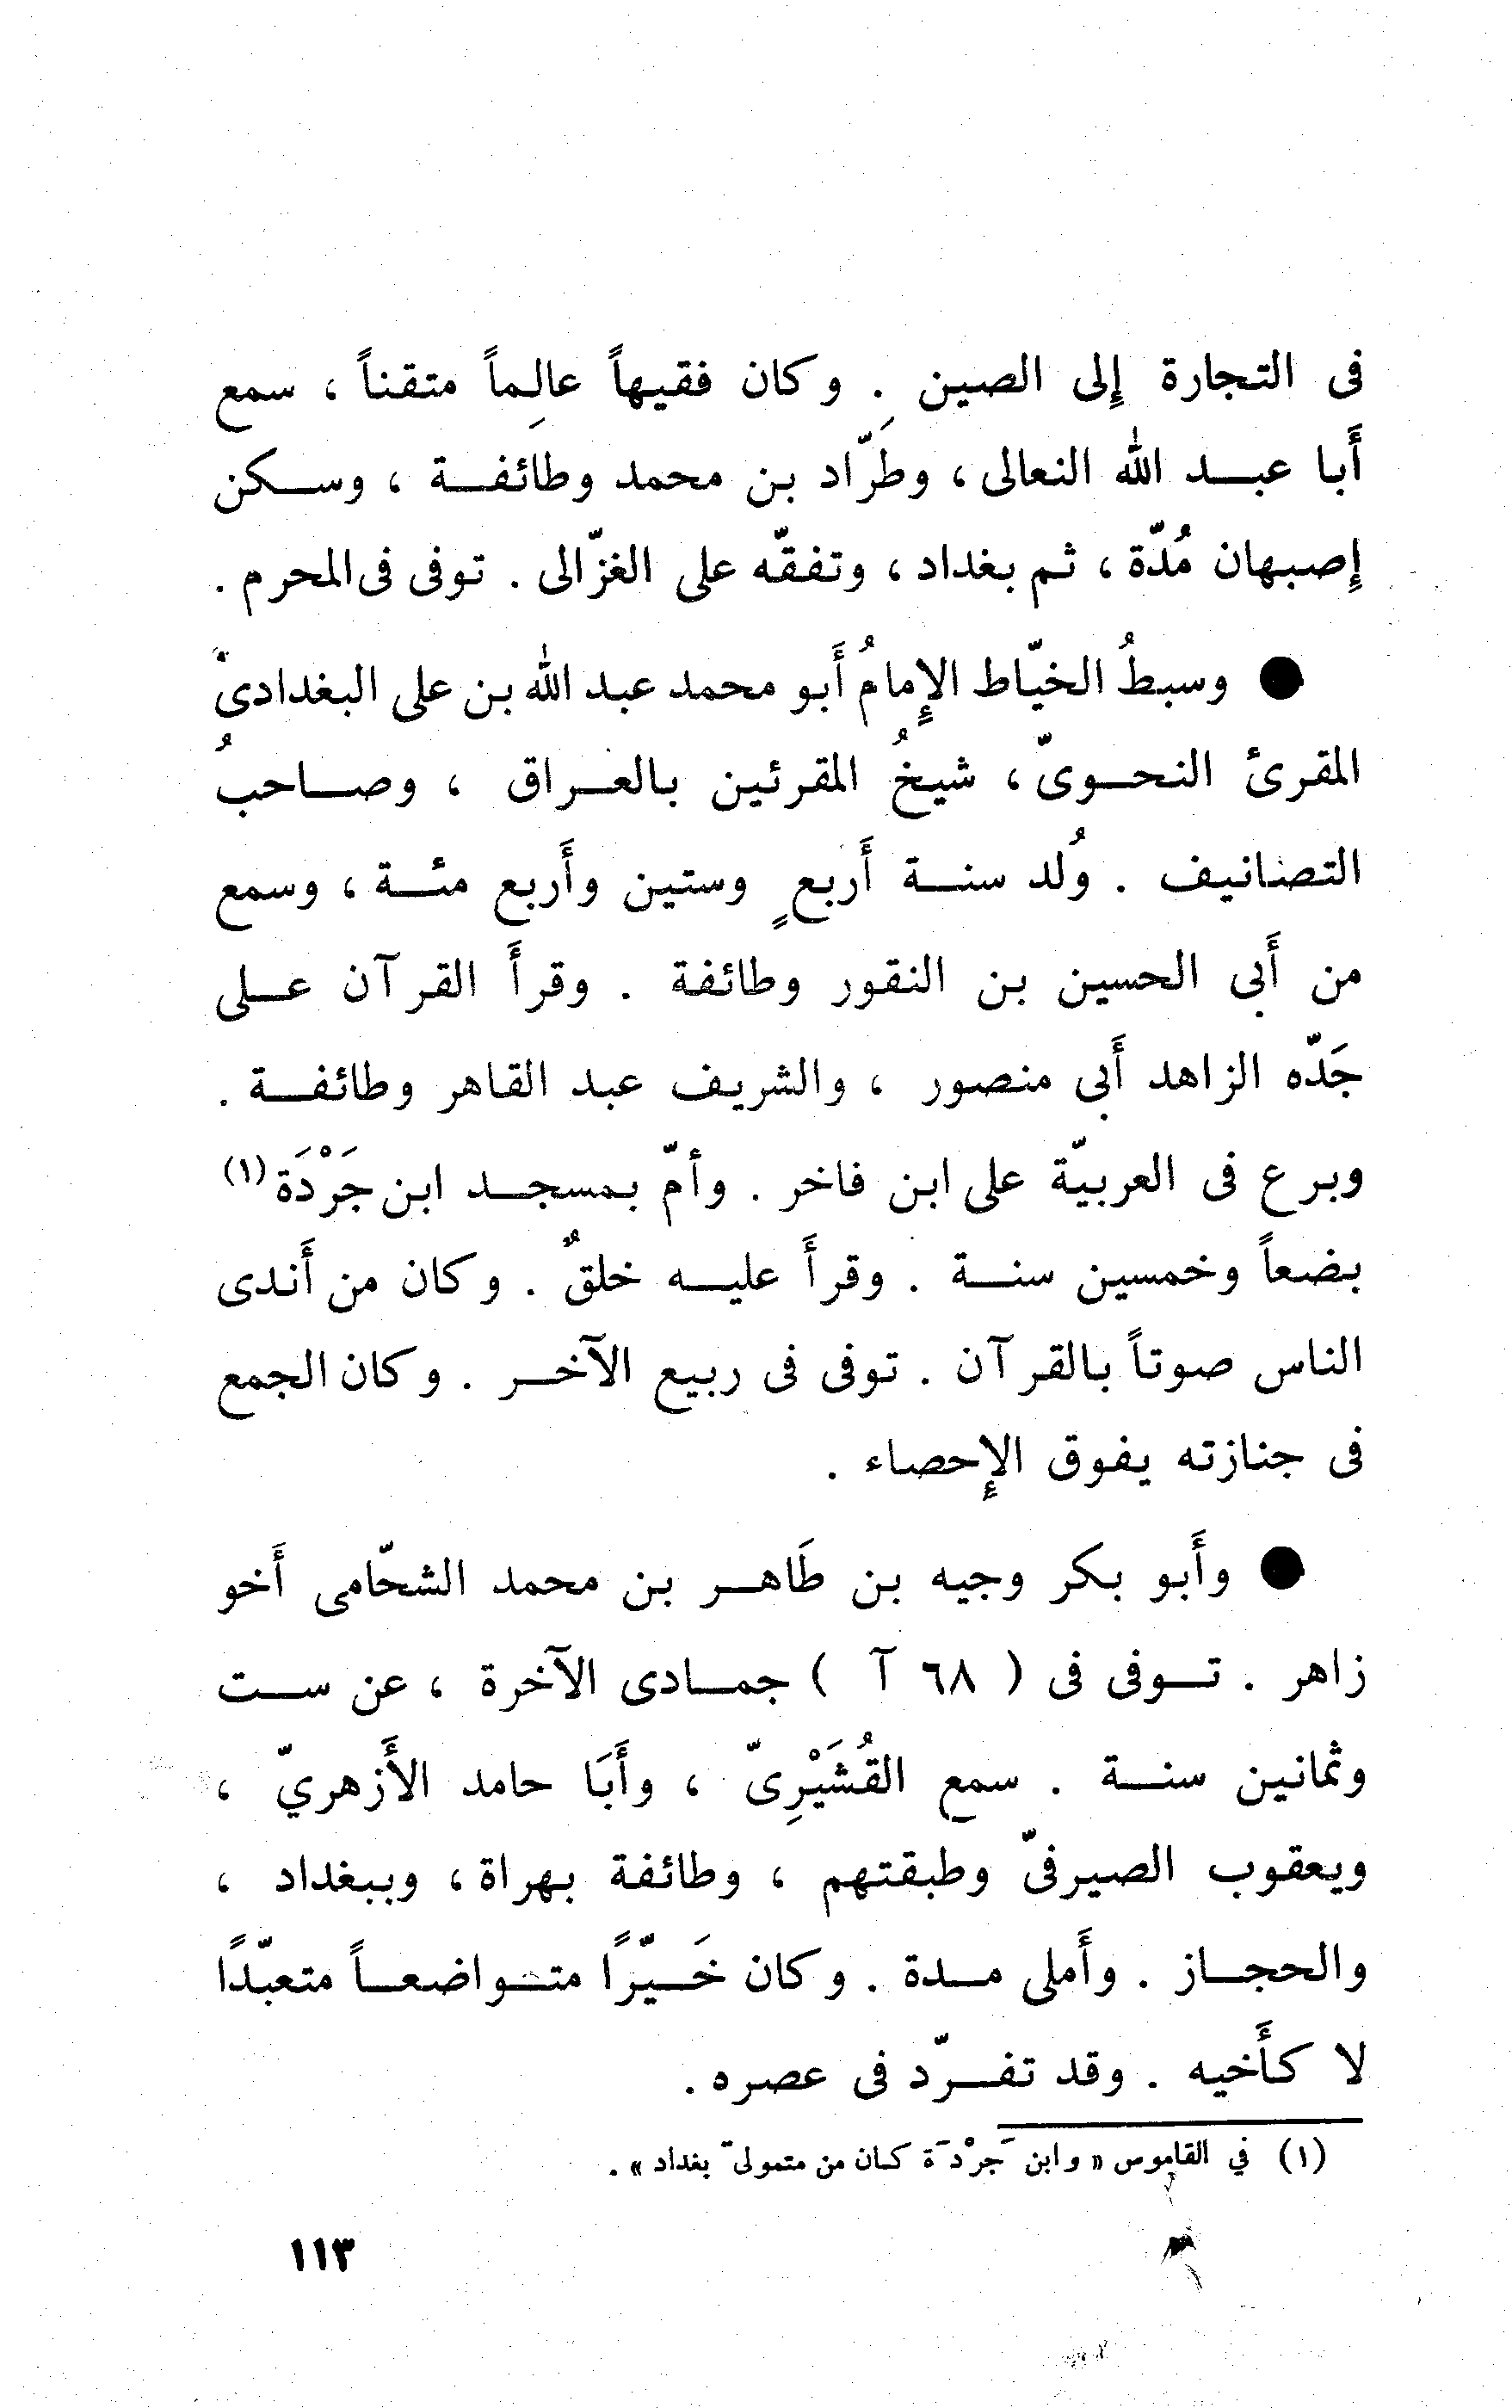 فى التجارة إِلى الصين . وكان فقيهاً عالِماً متقناً ، سمع
أَبا عبد الله النعالى ، وطَرّاد بن محمد وطائفة ، وسكن
إِصبهان مُدّة ، ثم بغداد ، وتفقّه على الغزّالى . توفى فى المحرم .
● وسبطُ الخيّاط الإِمامُ أَبو محمد عبد الله بن على البغدادىّ
المقرئ النحوىّ ، شيخُ المقرئين بالعراق ، وصاحبُ
التصانيف . وُلد سنة أَربعٍ وستين وأَربع مئة ، وسمع
من أَبى الحسين بن النقور وطائفة . وقرأَ القرآن على
جَدّه الزاهد أَبى منصور ، والشريف عبد القاهر وطائفة .
وبرع فى العربيّة على ابن فاخر . وأمّ بمسجد ابن جَرْدَة (١)
بضعاً وخمسين سنة . وقرأَ عليه خلقٌ . وكان من أَندى
الناس صوتاً بالقرآن . توفى فى ربيع الآخر . وكان الجمع
فى جنازته يفوق الإِحصاء .
● وأَبو بكر وجيه بن طَاهر بن محمد الشحّامى أَخو
زاهر . توفى فى ( ٦٨ آ ) جمادى الآخرة ، عن ست
وثمانين سنة . سمع القُشَيْرِىّ ، وأَبَا حامد الأَزهريّ ،
ويعقوب الصيرفىّ وطبقتهم ، وطائفة بهراة ، وببغداد ،
والحجاز . وأَملى مدة . وكان خَيّرًا متواضعاً متعبّدًا
لا كأَخيه . وقد تفرّد فى عصره .
(١) في القاموس « وابن جَرْدَة كان من متمولىّ بغداد » .
١١٣